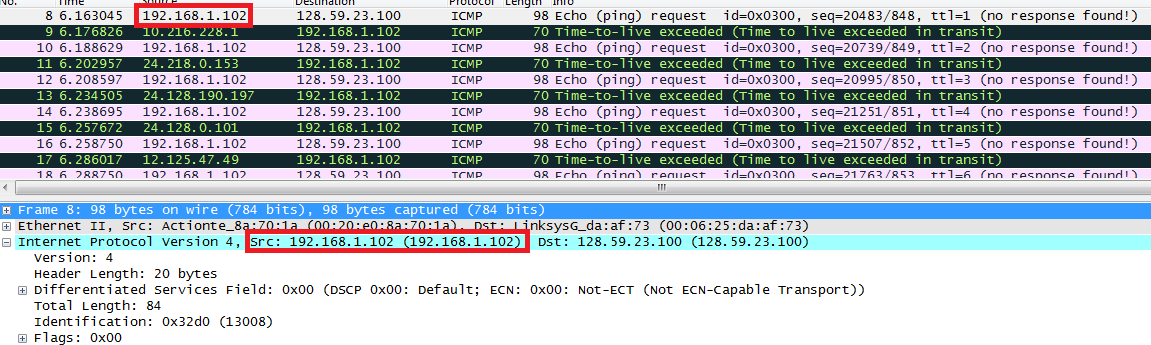 No. Time Source Destination Protocol Length Info
8 6.163045 192.168.1.102 128.59.23.100 ICMP 98 Echo (ping) request id=0x0300, seq=20483/848, ttl=1 (no response found!)
9 6.176826 10.216.228.1 192.168.1.102 ICMP 70 Time-to-live exceeded (Time to live exceeded in transit)
10 6.188629 192.168.1.102 128.59.23.100 ICMP 98 Echo (ping) request id=0x0300, seq=20739/849, ttl=2 (no response found!)
11 6.202957 24.218.0.153 192.168.1.102 ICMP 70 Time-to-live exceeded (Time to live exceeded in transit)
12 6.208597 192.168.1.102 128.59.23.100 ICMP 98 Echo (ping) request id=0x0300, seq=20995/850, ttl=3 (no response found!)
13 6.234505 24.128.190.197 192.168.1.102 ICMP 70 Time-to-live exceeded (Time to live exceeded in transit)
14 6.238695 192.168.1.102 128.59.23.100 ICMP 98 Echo (ping) request id=0x0300, seq=21251/851, ttl=4 (no response found!)
15 6.257672 24.128.0.101 192.168.1.102 ICMP 70 Time-to-live exceeded (Time to live exceeded in transit)
16 6.258750 192.168.1.102 128.59.23.100 ICMP 98 Echo (ping) request id=0x0300, seq=21507/852, ttl=5 (no response found!)
17 6.286017 12.125.47.49 192.168.1.102 ICMP 70 Time-to-live exceeded (Time to live exceeded in transit)
18 6.288750 192.168.1.102 128.59.23.100 ICMP 98 Echo (ping) request id=0x0300, seq=21763/853, ttl=6 (no response found!)
Frame 8: 98 bytes on wire (784 bits), 98 bytes captured (784 bits)
Ethernet II, Src: Actionte_8a:70:1a (00:20:e0:8a:70:1a), Dst: LinksysG_da:af:73 (00:06:25:da:af:73)
Internet Protocol Version 4, Src: 192.168.1.102 (192.168.1.102) Dst: 128.59.23.100 (128.59.23.100)
Version: 4
Header Length: 20 bytes
Differentiated Services Field: 0x00 (DSCP 0x00: Default; ECN: 0x00: Not-ECT (Not ECN-Capable Transport))
Total Length: 84
Identification: 0x32d0 (13008)
Flags: 0x00